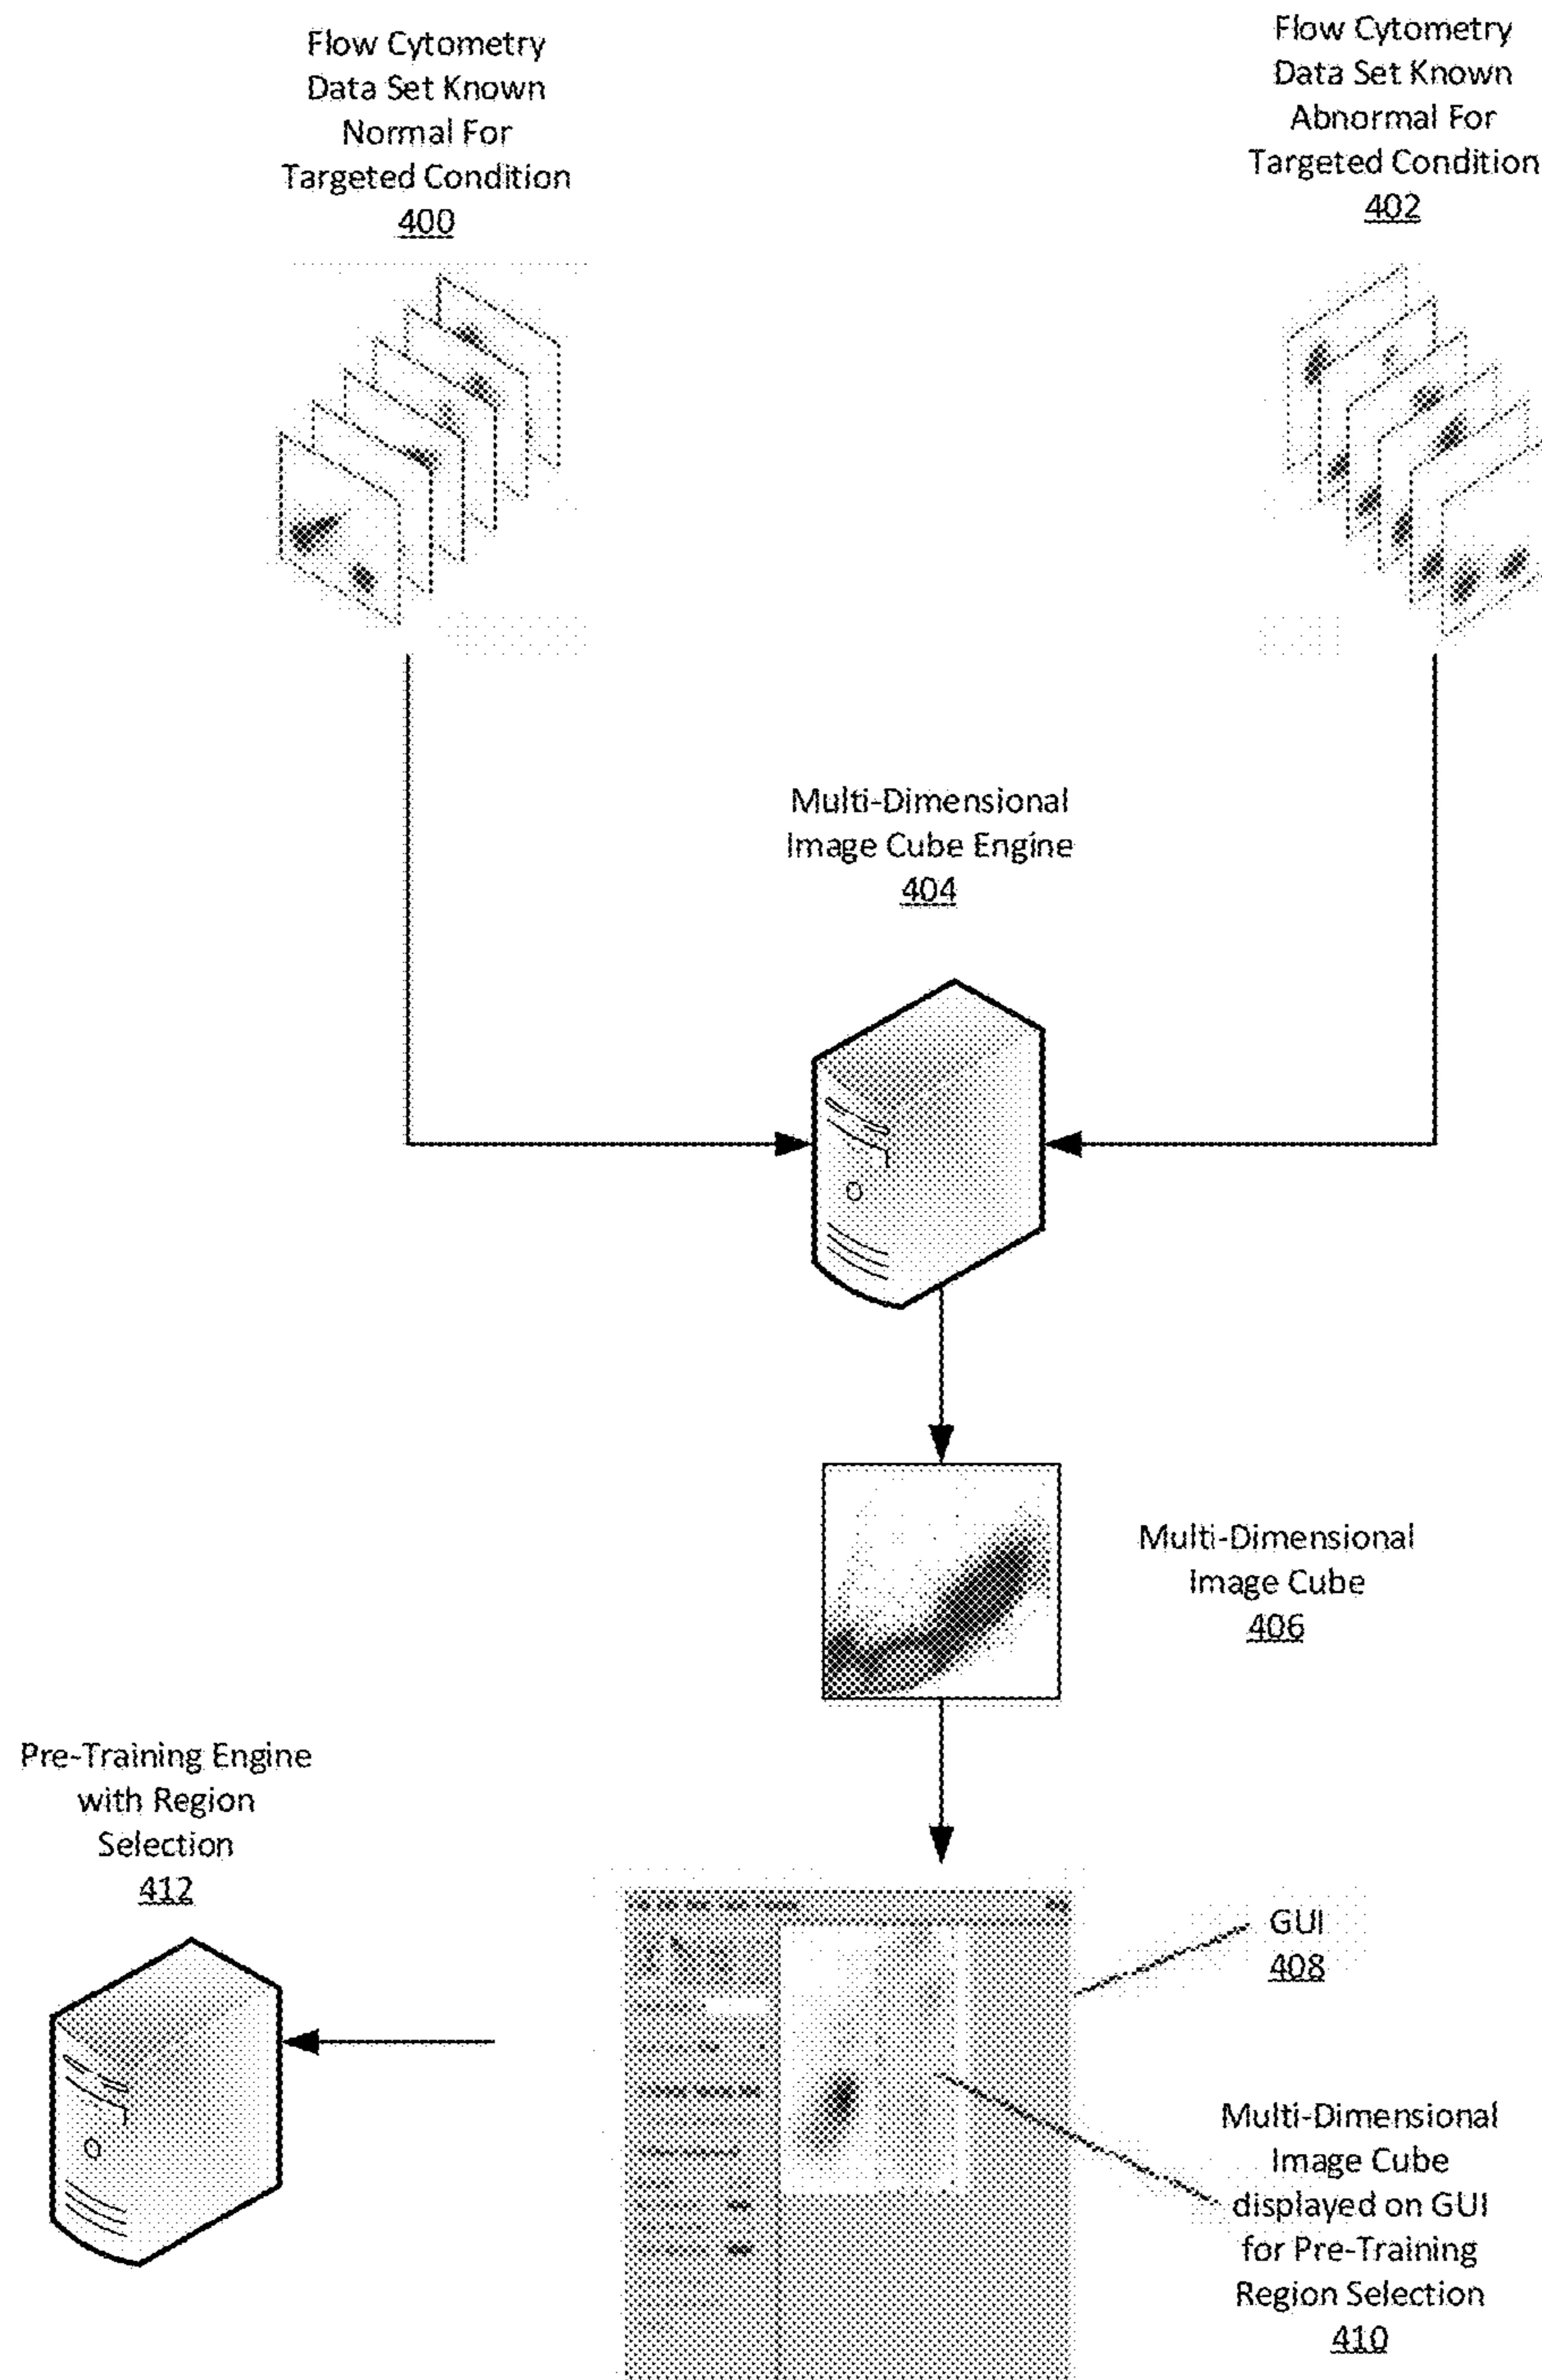 Flow Cytometry
Data Set Known
Normal For
Targeted Condition
400
Flow Cytometry
Data Set Known
Abnormal For
Targeted Condition
402
Multi-Dimensional
Image Cube Engine
404
Multi-Dimensional
Image Cube
406
Pre-Training Engine
with Region
Selection
412
GUI
408
Multi-Dimensional
Image Cube
displayed on GUI
for Pre-Training
Region Selection
410